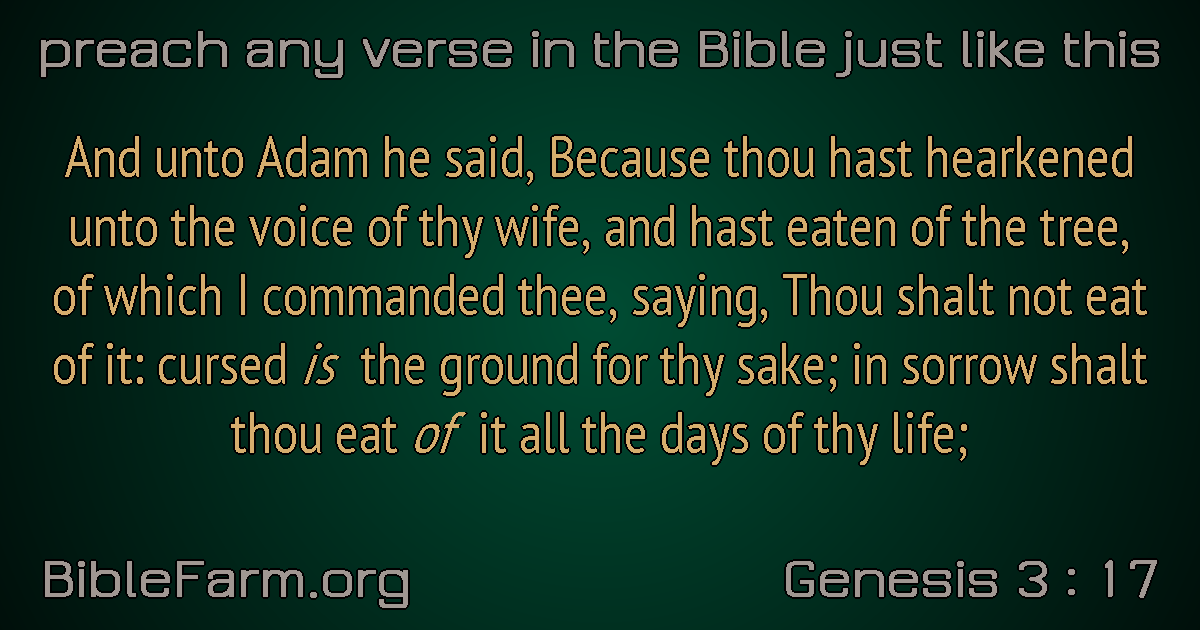 preach any verse in the Bible just like this
And unto Adam he said, Because thou hast hearkened
unto the voice of thy wife, and hast eaten of the tree,
of which I commanded thee, saying, Thou shalt not eat
of it: cursed is the ground for thy sake; in sorrow shalt
thou eat of it all the days of thy life;
BibleFarm.org
Genesis 3 : 17